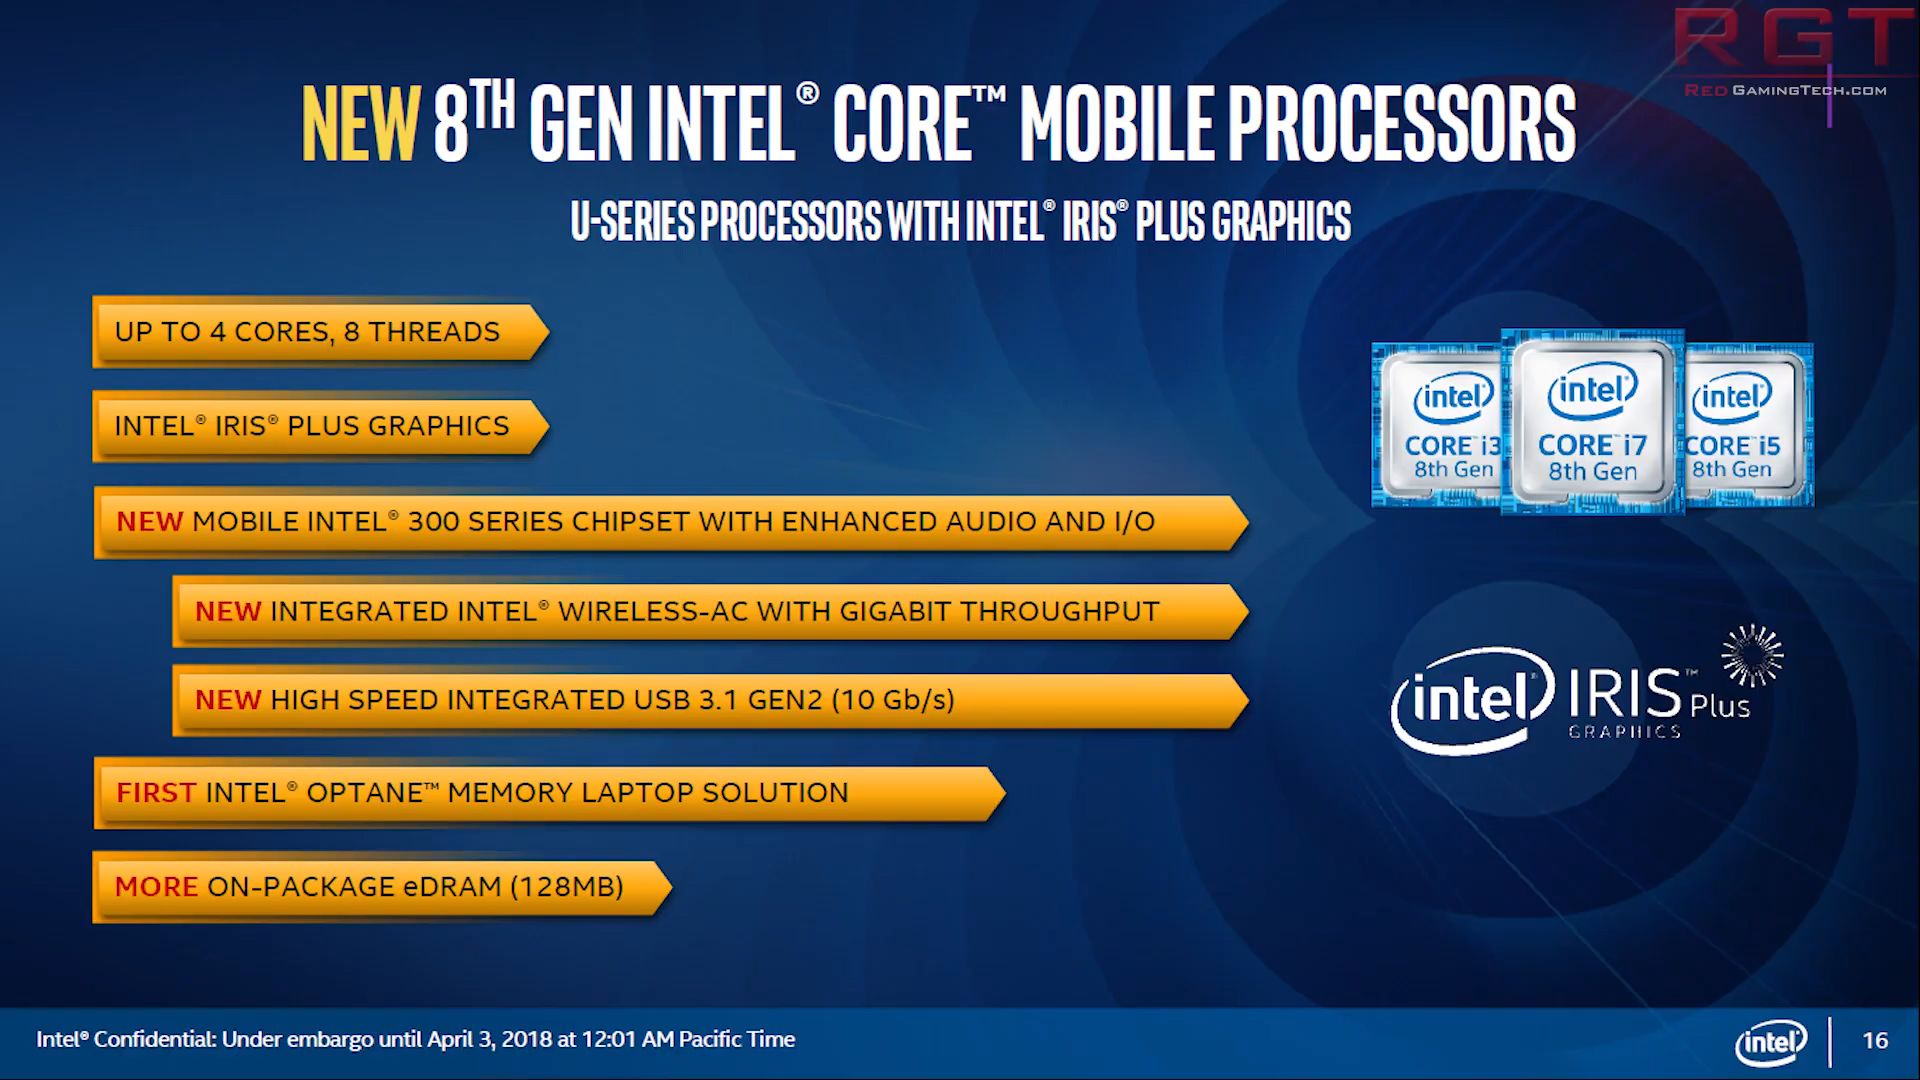 RGT
RED GAMINGTECH.COM
NEW 8TH GEN INTEL® CORE™ MOBILE PROCESSORS
U-SERIES PROCESSORS WITH INTEL® IRIS® PLUS GRAPHICS
UP TO 4 CORES, 8 THREADS
INTEL® IRIS® PLUS GRAPHICS
NEW MOBILE INTEL® 300 SERIES CHIPSET WITH ENHANCED AUDIO AND I/O
NEW INTEGRATED INTEL® WIRELESS-AC WITH GIGABIT THROUGHPUT
NEW HIGH SPEED INTEGRATED USB 3.1 GEN2 (10 Gb/s)
FIRST INTEL® OPTANE™ MEMORY LAPTOP SOLUTION
MORE ON-PACKAGE eDRAM (128MB)
intel®
CORE™ i3
8th Gen
intel®
CORE™ i7
8th Gen
intel®
CORE™ i5
8th Gen
intel® IRIS™ Plus
GRAPHICS
Intel® Confidential: Under embargo until April 3, 2018 at 12:01 AM Pacific Time
intel®
16